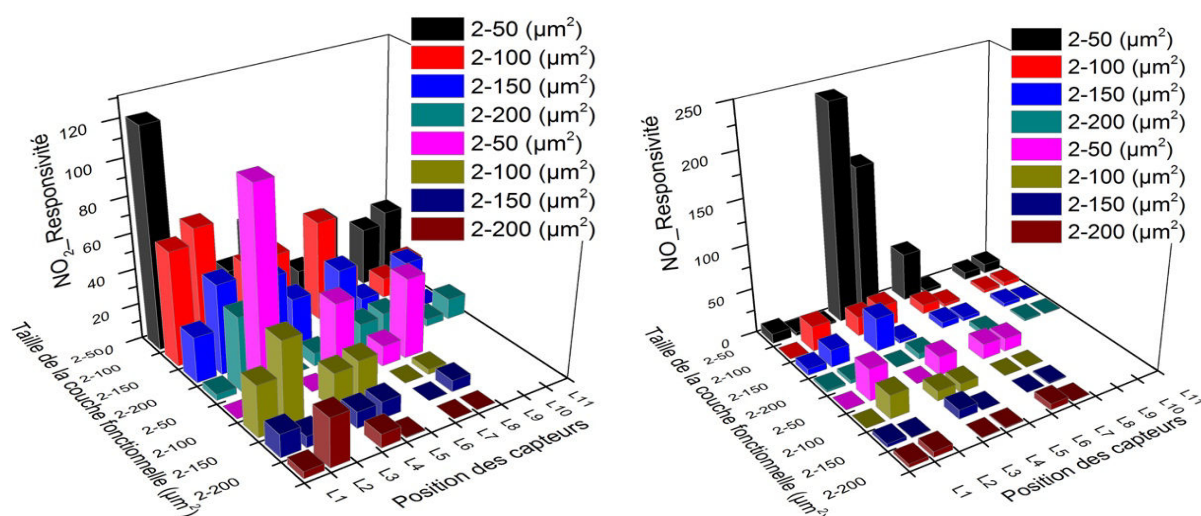 2-50 (µm²)
2-100 (µm²)
2-150 (µm²)
2-200 (µm²)
2-50 (µm²)
2-100 (µm²)
2-150 (µm²)
2-200 (µm²)
NO₂_Responsivité
120
100
80
60
40
20
0
2-50
2-100
2-150
2-200
2-50
2-100
2-150
2-200
Taille de la couche fonctionnelle (µm²)
L1
L2
L3
L4
L5
L6
L7
L8
L9
L10
L11
Position des capteurs
2-50 (µm²)
2-100 (µm²)
2-150 (µm²)
2-200 (µm²)
2-50 (µm²)
2-100 (µm²)
2-150 (µm²)
2-200 (µm²)
NO_Responsivité
250
200
150
100
50
0
2-50
2-100
2-150
2-200
2-50
2-100
2-150
2-200
Taille de la couche fonctionnelle (µm²
L1
L2
L3
L4
L5
L6
L7
L8
L9
L10
Position des capteurs